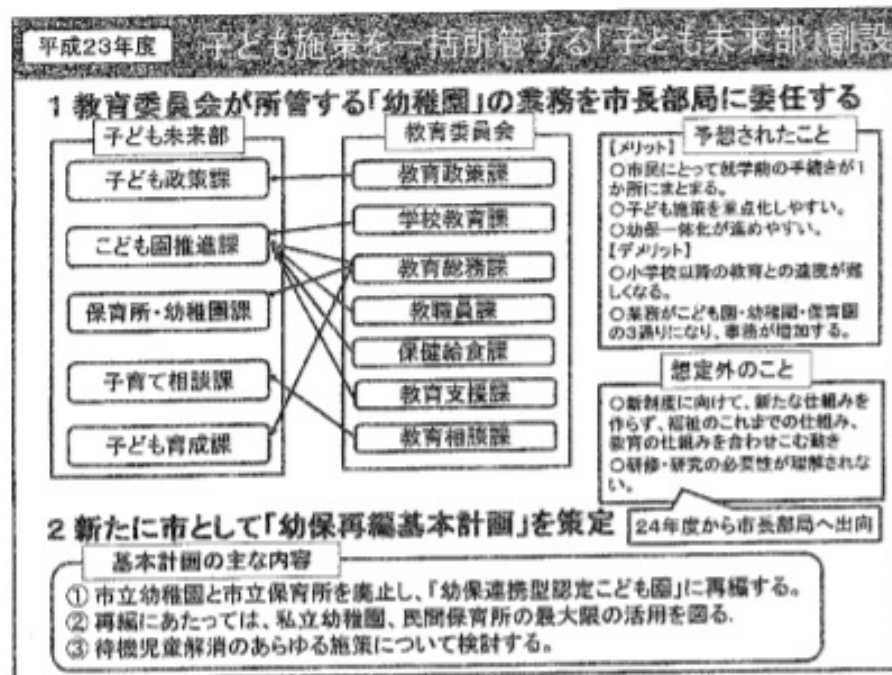 平成23年度
子ども施策を一括所管する「子ども未来部」創設
1 教育委員会が所管する「幼稚園」の業務を市長部局に委任する
子ども未来部
子ども政策課
こども園推進課
保育所・幼稚園課
子育て相談課
子ども育成課
教育委員会
教育政策課
学校教育課
教育総務課
教職員課
保健給食課
教育支援課
教育相談課
予想されたこと
【メリット】
○市民にとって就学前の手続きが1
か所にまとまる。
○子ども施策を重点化しやすい。
○幼保一体化が進めやすい。
【デメリット】
○小学校以降の教育との連携が難
しくなる。
○業務がこども園・幼稚園・保育園
の3通りになり、事務が増加する。
想定外のこと
○新制度に向けて、新たな仕組みを
作らず、福祉のこれまでの仕組み、
教育の仕組みを合わせこむ動き
○研修・研究の必要性が理解されな
い。
24年度から市長部局へ出向
2 新たに市として「幼保再編基本計画」を策定
基本計画の主な内容
① 市立幼稚園と市立保育所を廃止し、「幼保連携型認定こども園」に再編する。
② 再編にあたっては、私立幼稚園、民間保育所の最大限の活用を図る.
③ 待機児童解消のあらゆる施策について検討する。